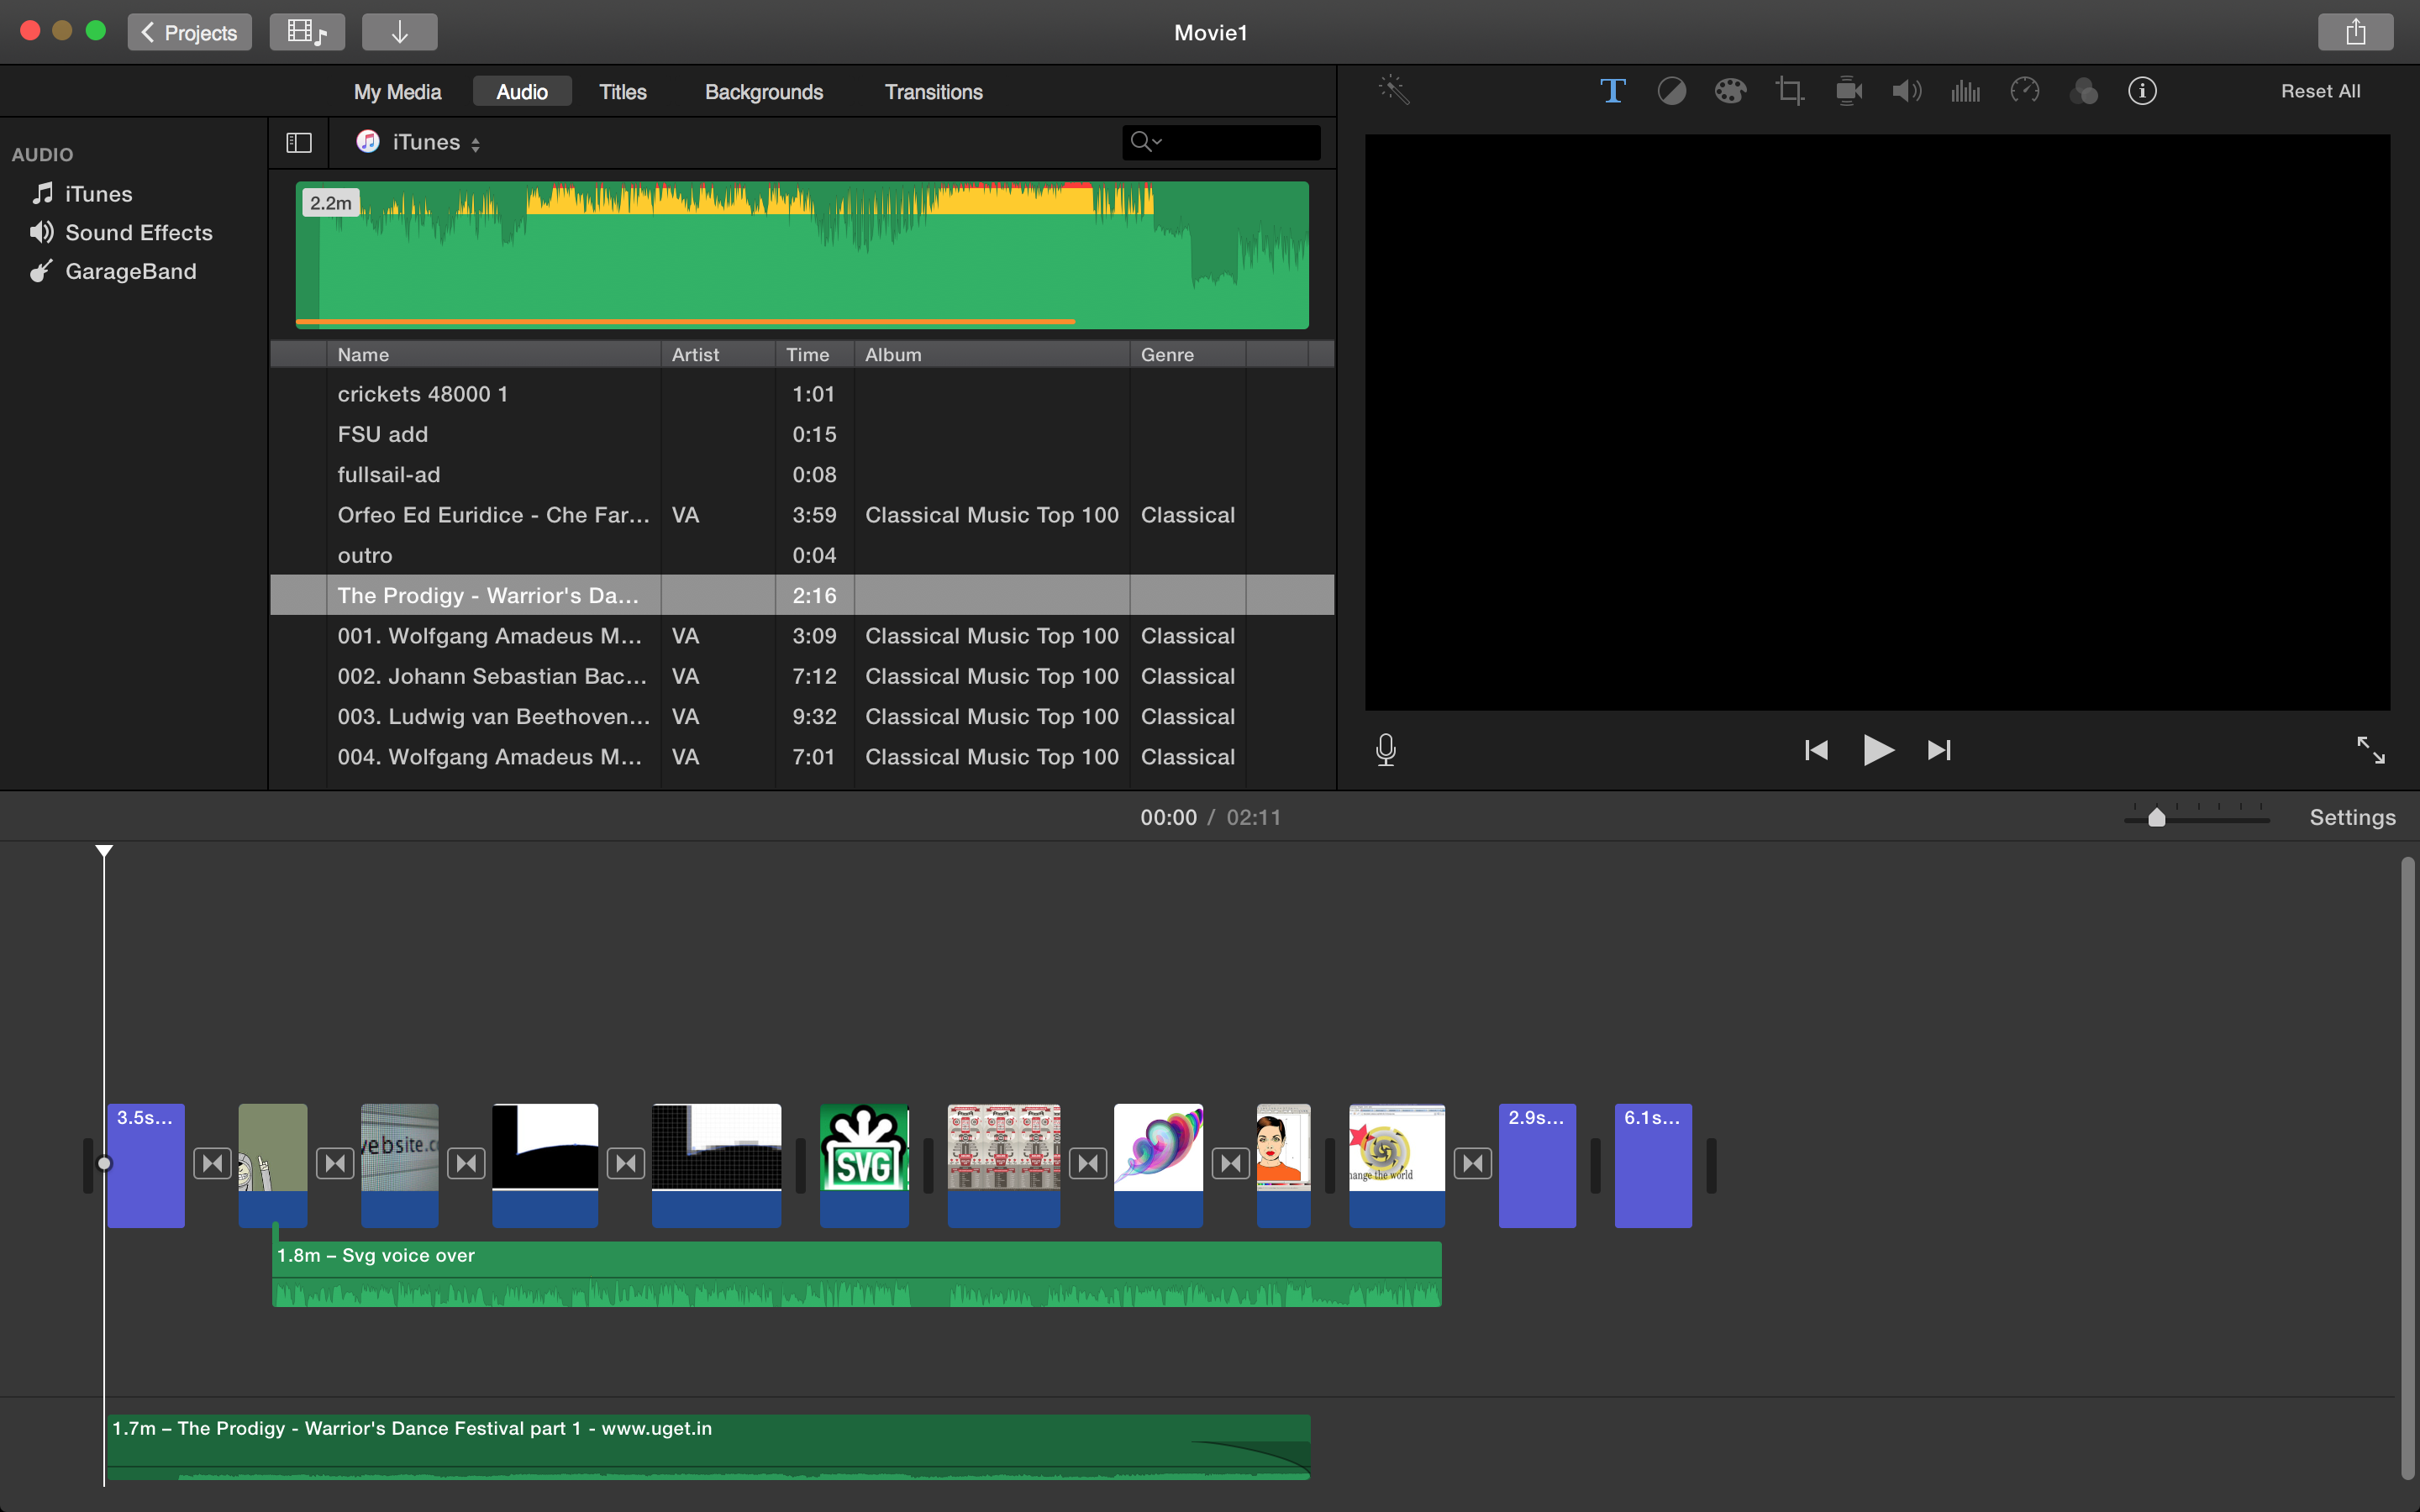 Projects
Movie1
My Media
Audio
Titles
Backgrounds
Transitions
Reset All
AUDIO
iTunes
Sound Effects
GarageBand
iTunes
2.2m
Name Artist Time Album Genre
crickets 48000 1 1:01
FSU add 0:15
fullsail-ad 0:08
Orfeo Ed Euridice - Che Far... VA 3:59 Classical Music Top 100 Classical
outro 0:04
The Prodigy - Warrior's Da... 2:16
001. Wolfgang Amadeus M... VA 3:09 Classical Music Top 100 Classical
002. Johann Sebastian Bac... VA 7:12 Classical Music Top 100 Classical
003. Ludwig van Beethoven... VA 9:32 Classical Music Top 100 Classical
004. Wolfgang Amadeus M... VA 7:01 Classical Music Top 100 Classical
00:00 / 02:11
Settings
3.5s...
website.c
SVG
hange the world
2.9s...
6.1s...
1.8m – Svg voice over
1.7m – The Prodigy - Warrior's Dance Festival part 1 - www.uget.in